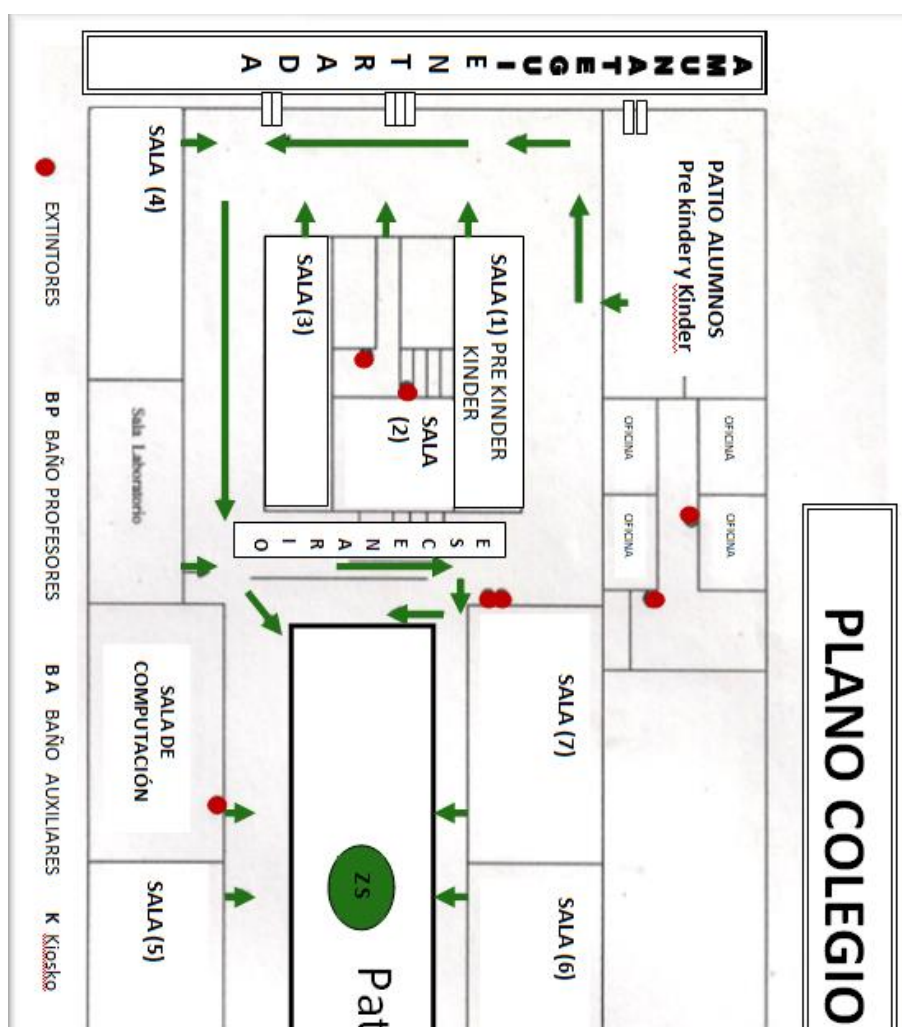 PLANO COLEGIO
AMUNATEGUI ENTRADA
PATIO ALUMNOS
Pre kínder y Kinder
OFICINA
OFICINA
OFICINA
OFICINA
SALA (7)
SALA (6)
SALA (1) PRE KINDER
KINDER
SALA
(2)
SALA (3)
ESCENARIO
ZS
Pat
SALA (4)
Sala Laboratorio
SALA DE
COMPUTACIÓN
SALA (5)
EXTINTORES BP BAÑO PROFESORES BA BAÑO AUXILIARES K Kiosko